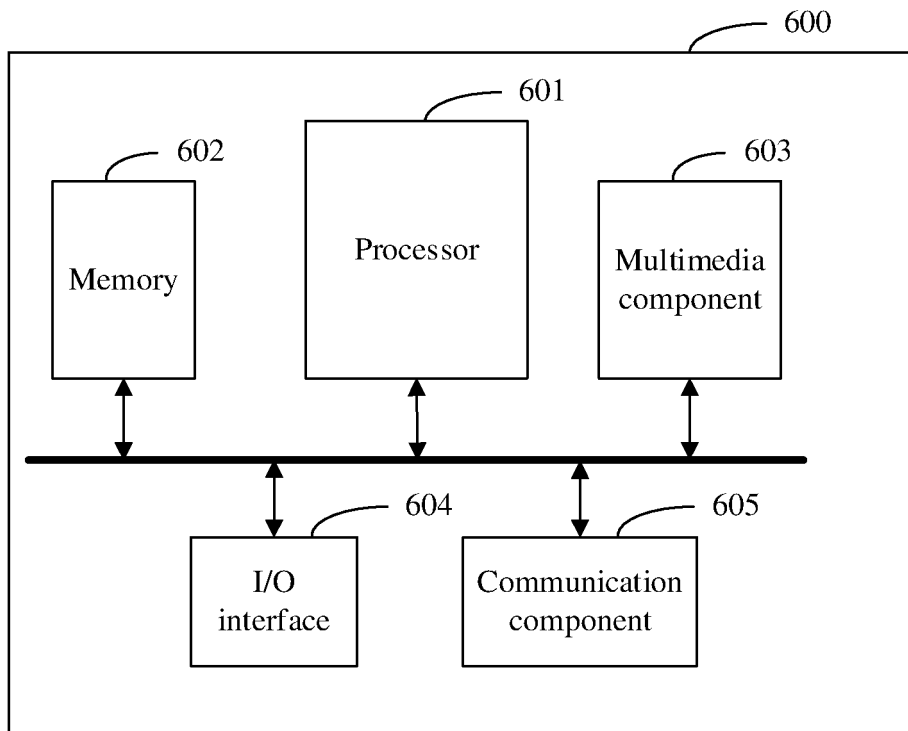 600
601
602
603
Processor
Memory
Multimedia
component
604
605
I/O
interface
Communication
component